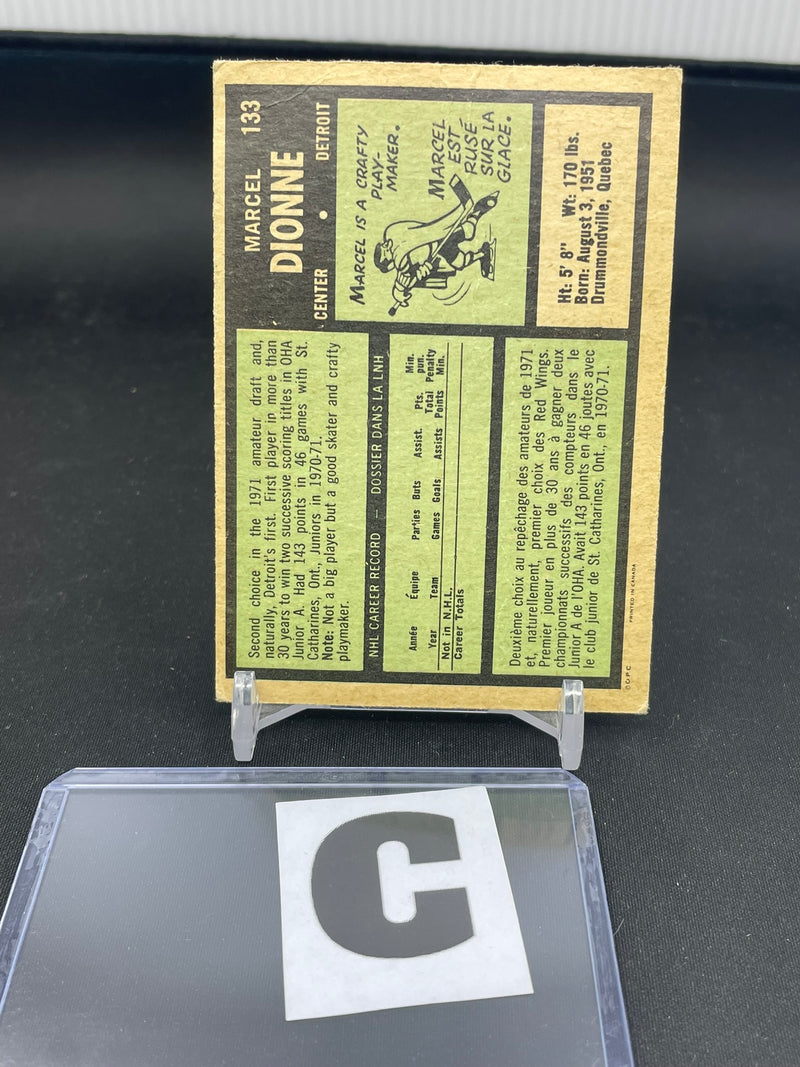 MARCEL 133
DIONNE
CENTER • DETROIT
Second choice in the 1971 amateur draft and,
naturally, Detroit's first. First player in more than
30 years to win two successive scoring titles in OHA
Junior A. Had 143 points in 46 games with St.
Catharines, Ont., Juniors in 1970-71.
Note: Not a big player but a good skater and crafty
playmaker.
MARCEL IS A CRAFTY
PLAY-
MAKER.
MARCEL
EST
RUSÉ
SUR LA
GLACE.
NHL CAREER RECORD — DOSSIER DANS LA LNH
Année Équipe Parties Buts Assist. Pts. Min. pun.
Year Team Games Goals Assists Total Points Penalty Min.
Not in N.H.L.
Career Totals
Ht: 5' 8" Wt: 170 lbs.
Born: August 3, 1951
Drummondville, Quebec
Deuxième choix au repêchage des amateurs de 1971
et, naturellement, premier choix des Red Wings.
Premier joueur en plus de 30 ans à gagner deux
championnats successifs des compteurs dans le
Junior A de l'OHA. Avait 143 points en 46 joutes avec
le club junior de St. Catharines, Ont., en 1970-71.
© O.P.C. PRINTED IN CANADA
C